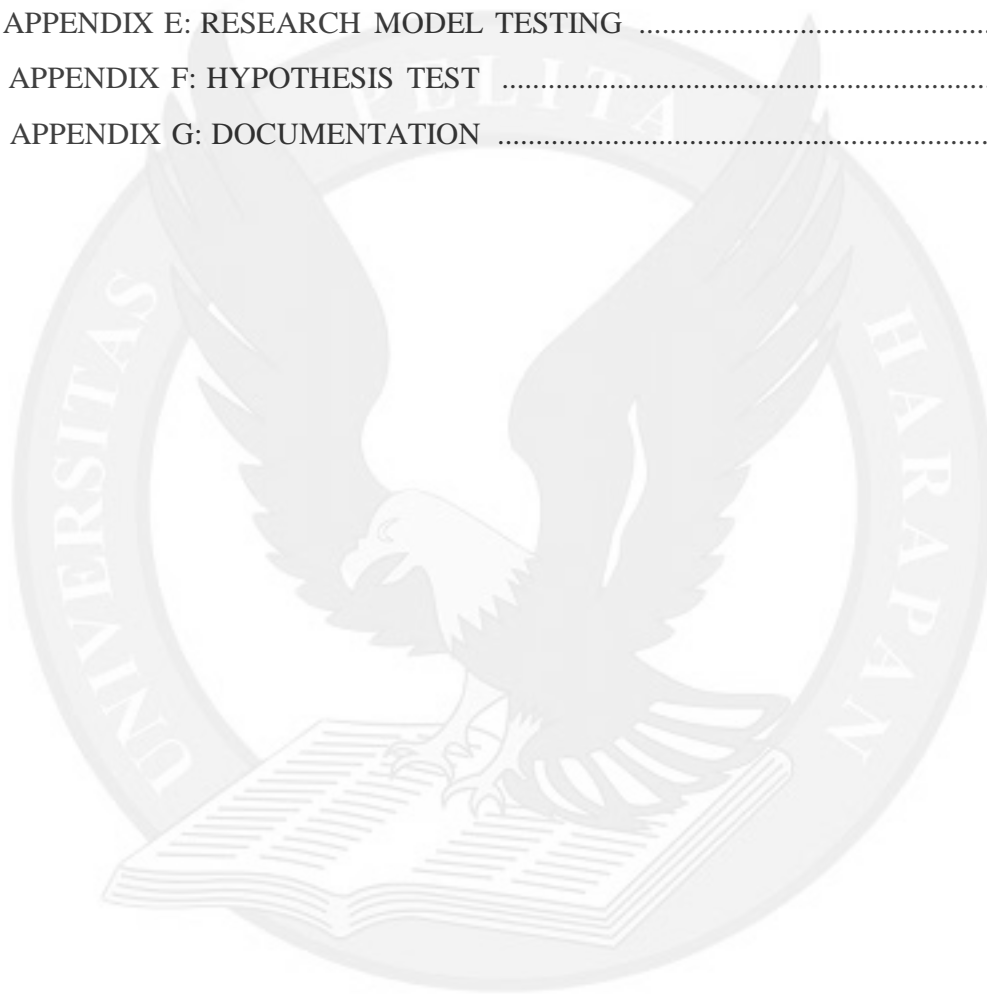 APPENDIX E: RESEARCH MODEL TESTING ................................................
APPENDIX F: HYPOTHESIS TEST ....................................................................
APPENDIX G: DOCUMENTATION ....................................................................
UNIVERSITAS PELITA HARAPAN